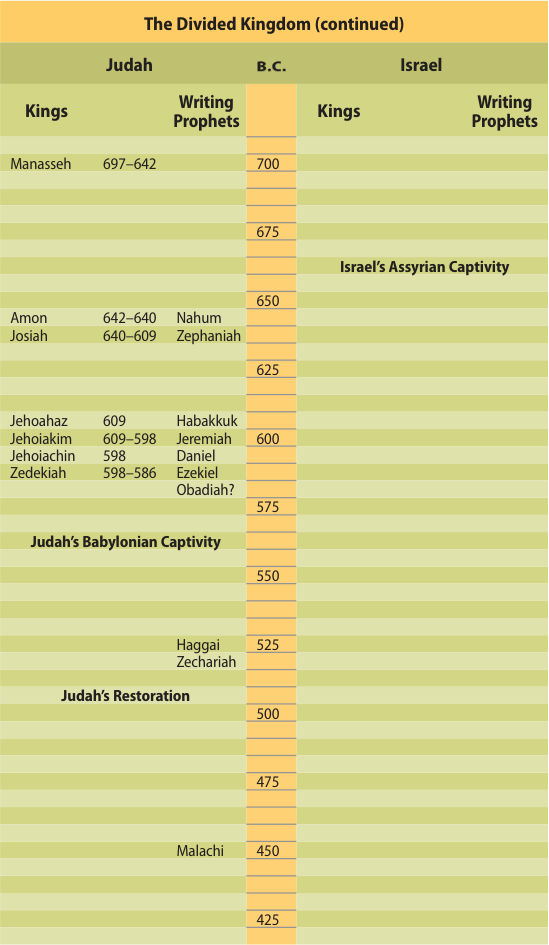 The Divided Kingdom (continued)
Judah B.C. Israel
Kings Writing Prophets Kings Writing Prophets
Manasseh 697–642 700
675
Israel's Assyrian Captivity
650
Amon 642–640 Nahum
Josiah 640–609 Zephaniah
625
Jehoahaz 609 Habakkuk
Jehoiakim 609–598 Jeremiah 600
Jehoiachin 598 Daniel
Zedekiah 598–586 Ezekiel
Obadiah?
575
Judah's Babylonian Captivity
550
Haggai 525
Zechariah
Judah's Restoration
500
475
Malachi 450
425